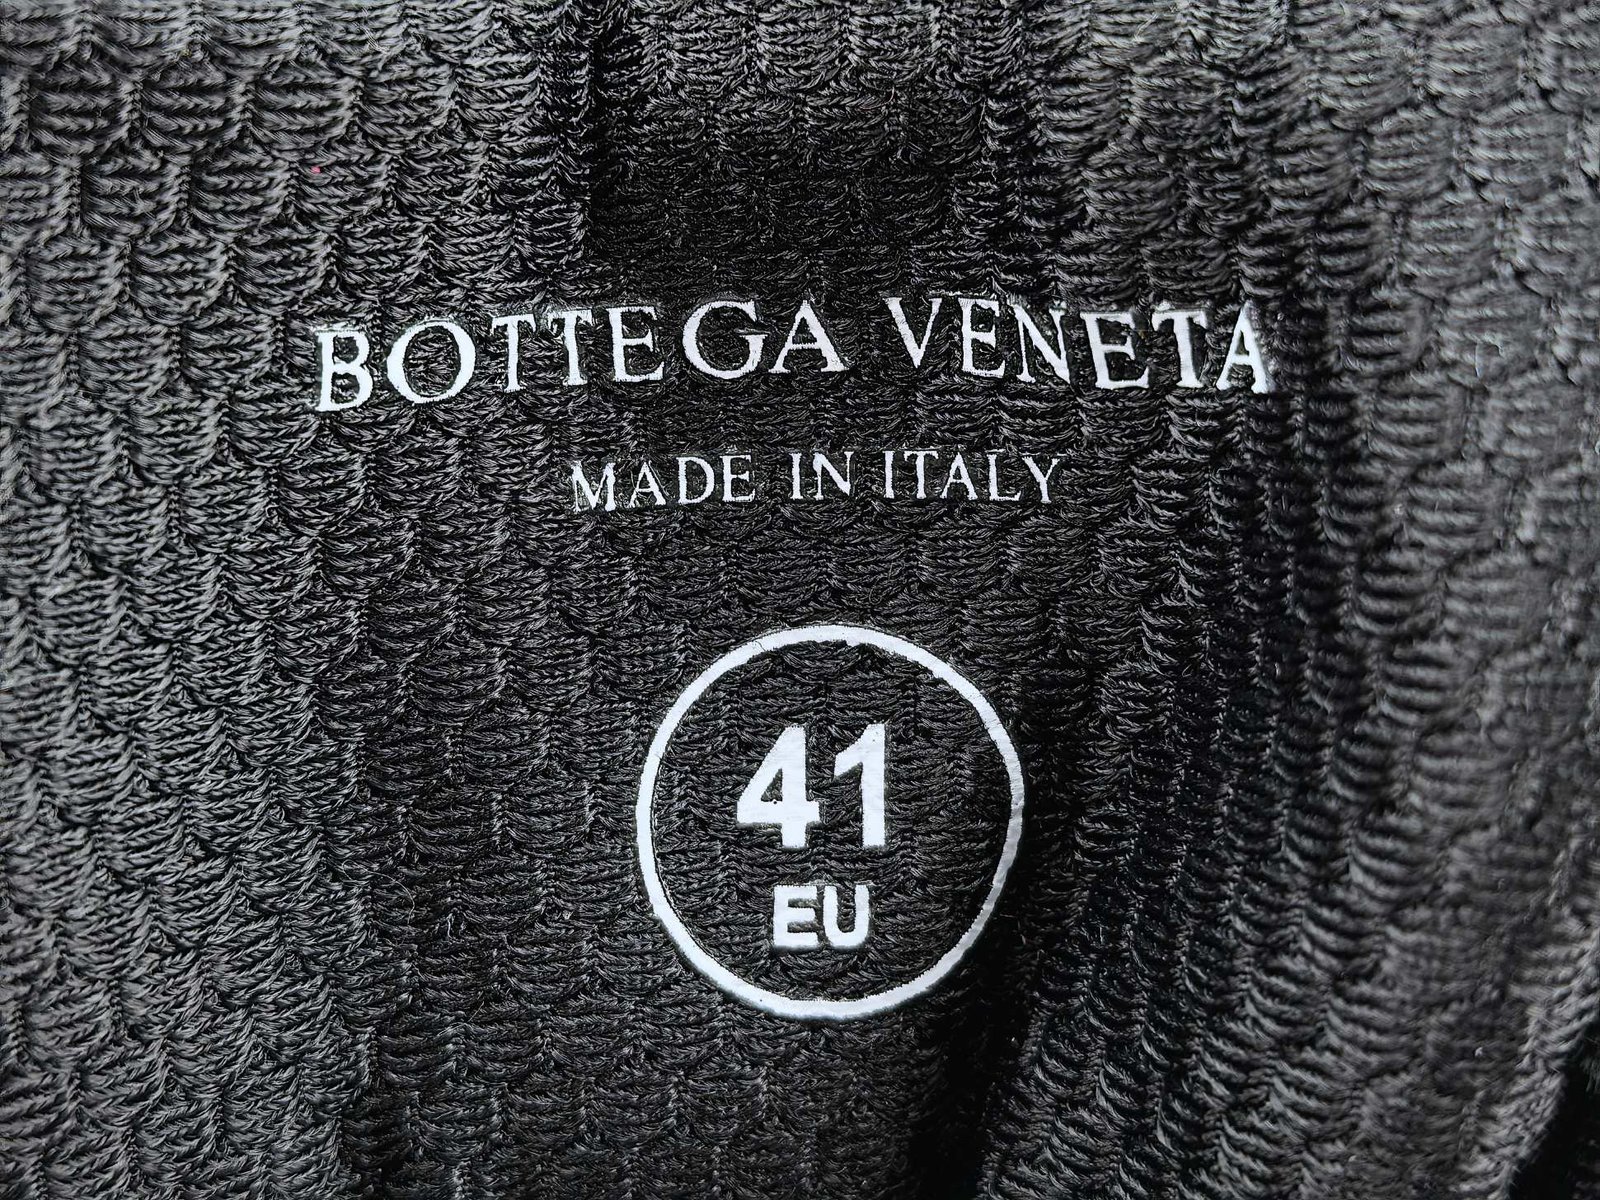 BOTTEGA VENETA
MADE IN ITALY
41
EU